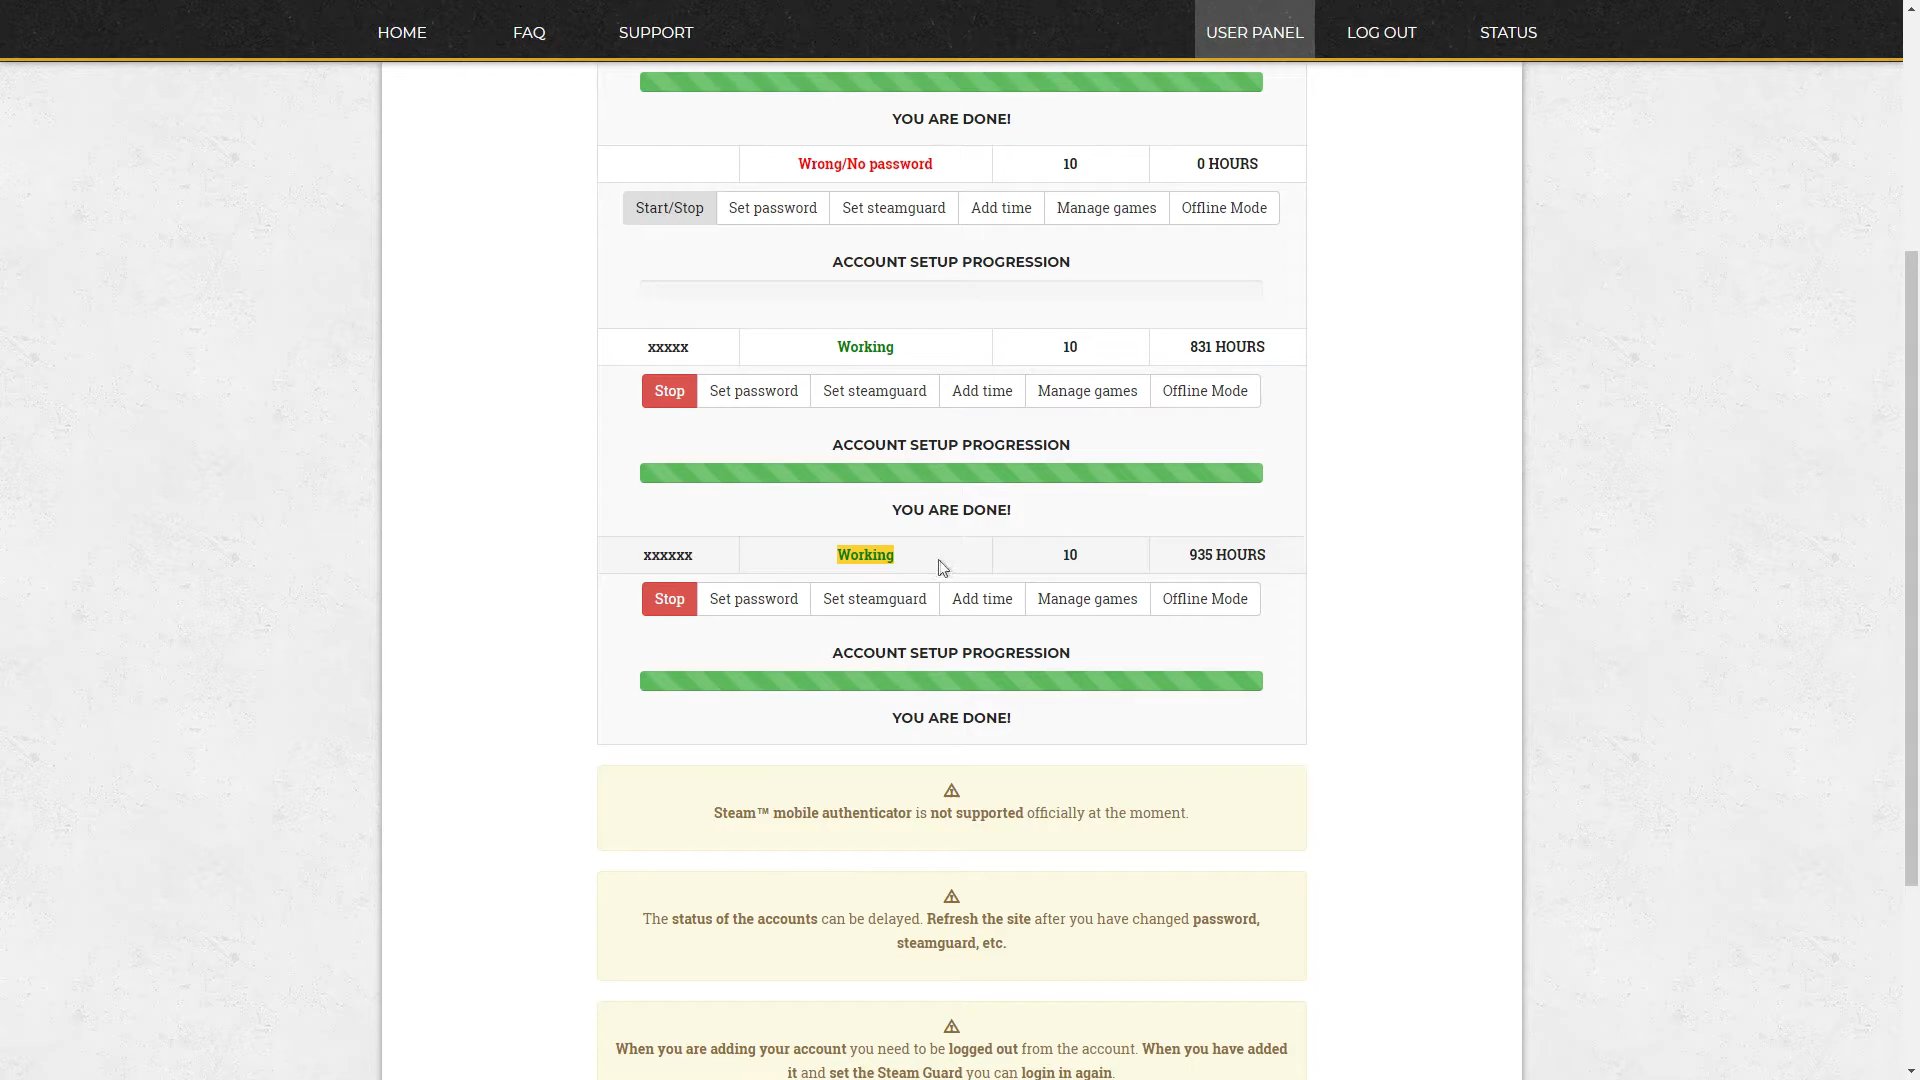 HOME FAQ SUPPORT USER PANEL LOG OUT STATUS
YOU ARE DONE!
Wrong/No password 10 0 HOURS
Start/Stop Set password Set steamguard Add time Manage games Offline Mode
ACCOUNT SETUP PROGRESSION
xxxxx Working 10 831 HOURS
Stop Set password Set steamguard Add time Manage games Offline Mode
ACCOUNT SETUP PROGRESSION
YOU ARE DONE!
xxxxxx Working 10 935 HOURS
Stop Set password Set steamguard Add time Manage games Offline Mode
ACCOUNT SETUP PROGRESSION
YOU ARE DONE!
Steam™ mobile authenticator is not supported officially at the moment.
The status of the accounts can be delayed. Refresh the site after you have changed password,
steamguard, etc.
When you are adding your account you need to be logged out from the account. When you have added
it and set the Steam Guard you can login in again.